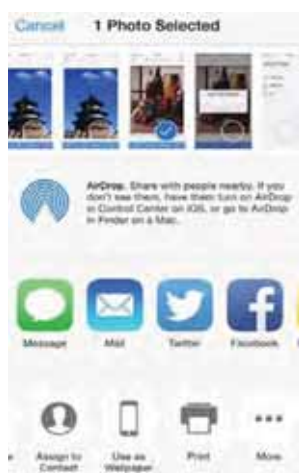 Cancel 1 Photo Selected
AirDrop. Share with people nearby. If you
don't see them, have them turn on AirDrop
in Control Center on iOS, or go to AirDrop
in Finder on a Mac.
Message Mail Twitter Facebook
Assign to Contact Use as Wallpaper Print More